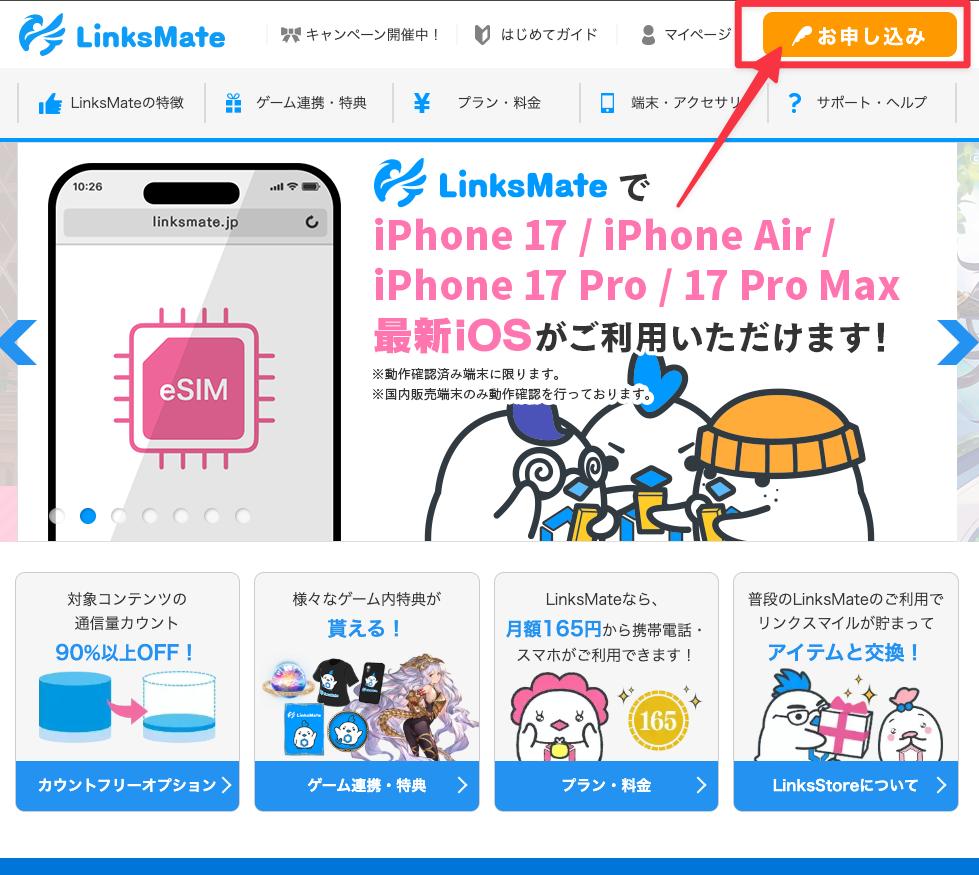 LinksMate
キャンペーン開催中！
はじめてガイド
マイページ
お申し込み
LinksMateの特徴
ゲーム連携・特典
プラン・料金
端末・アクセサリ
サポート・ヘルプ
10:26
linksmate.jp
eSIM
LinksMate で
iPhone 17 / iPhone Air /
iPhone 17 Pro / 17 Pro Max
最新iOSがご利用いただけます！
※動作確認済み端末に限ります。
※国内販売端末のみ動作確認を行っております。
対象コンテンツの
通信量カウント
90%以上OFF！
カウントフリーオプション
様々なゲーム内特典が
貰える！
LinksMate
ゲーム連携・特典
LinksMateなら、
月額165円から携帯電話・
スマホがご利用できます！
165
プラン・料金
普段のLinksMateのご利用で
リンクスマイルが貯まって
アイテムと交換！
LinksStoreについて